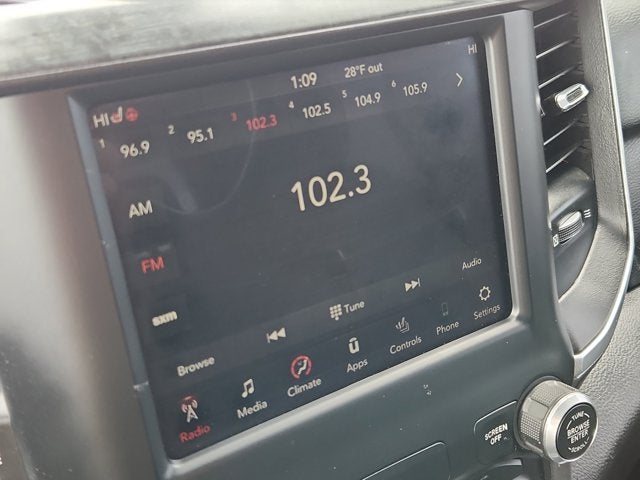 1:09 28°F out HI
HI
1 96.9 2 95.1 3 102.3 4 102.5 5 104.9 6 105.9
102.3
AM
FM
sxm
Browse Tune Audio
Radio Media Climate Apps Controls Phone Settings
SCREEN OFF
TUNE
BROWSE
ENTER
SCROLL